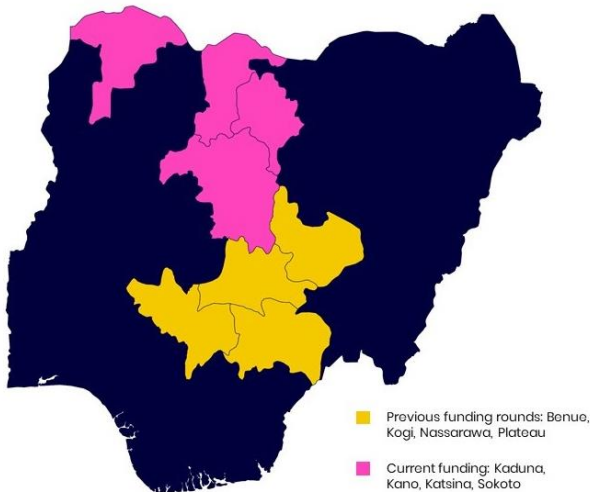 Previous funding rounds: Benue,
Kogi, Nassarawa, Plateau
Current funding: Kaduna,
Kano, Katsina, Sokoto